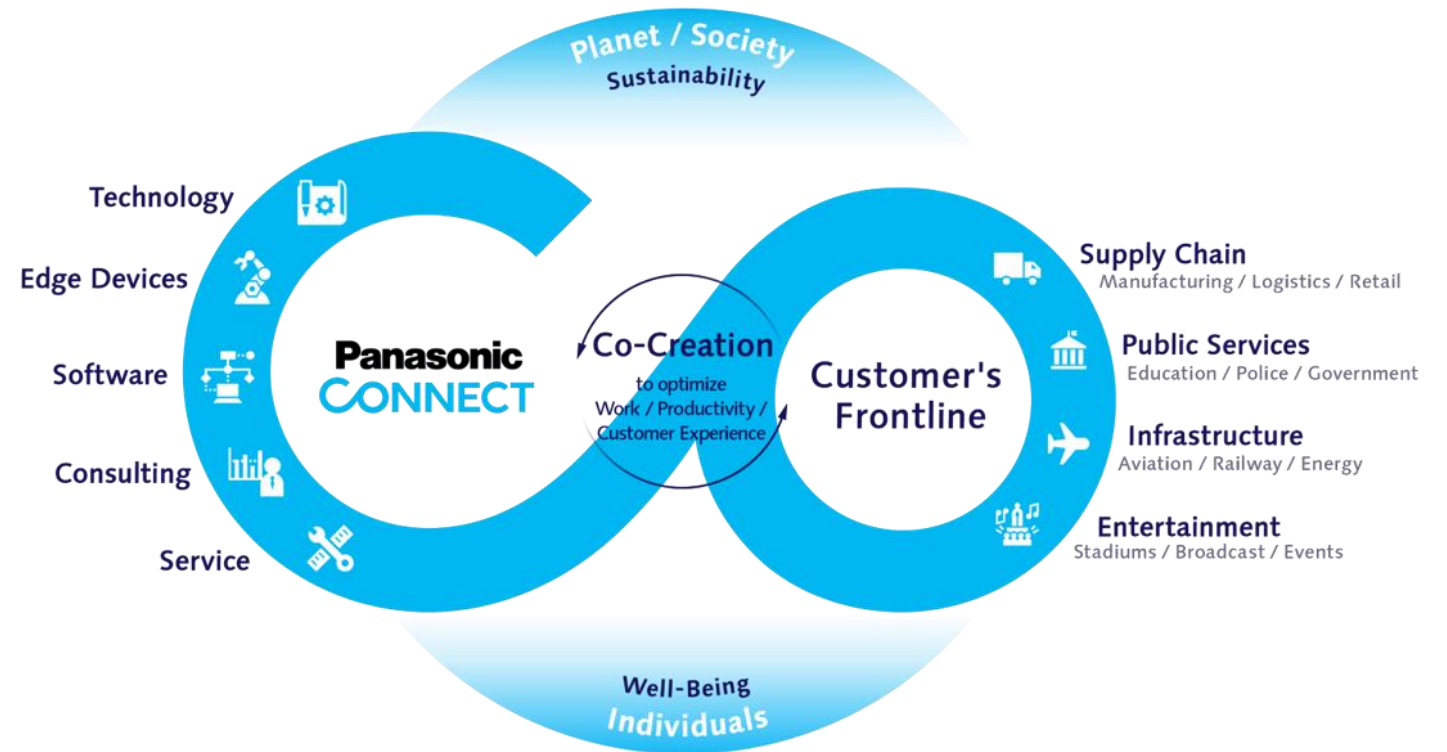 Planet / Society
Sustainability
Technology
Edge Devices
Software
Consulting
Service
Panasonic
CONNECT
Co-Creation
to optimize
Work / Productivity /
Customer Experience
Customer's
Frontline
Supply Chain
Manufacturing / Logistics / Retail
Public Services
Education / Police / Government
Infrastructure
Aviation / Railway / Energy
Entertainment
Stadiums / Broadcast / Events
Well-Being
Individuals